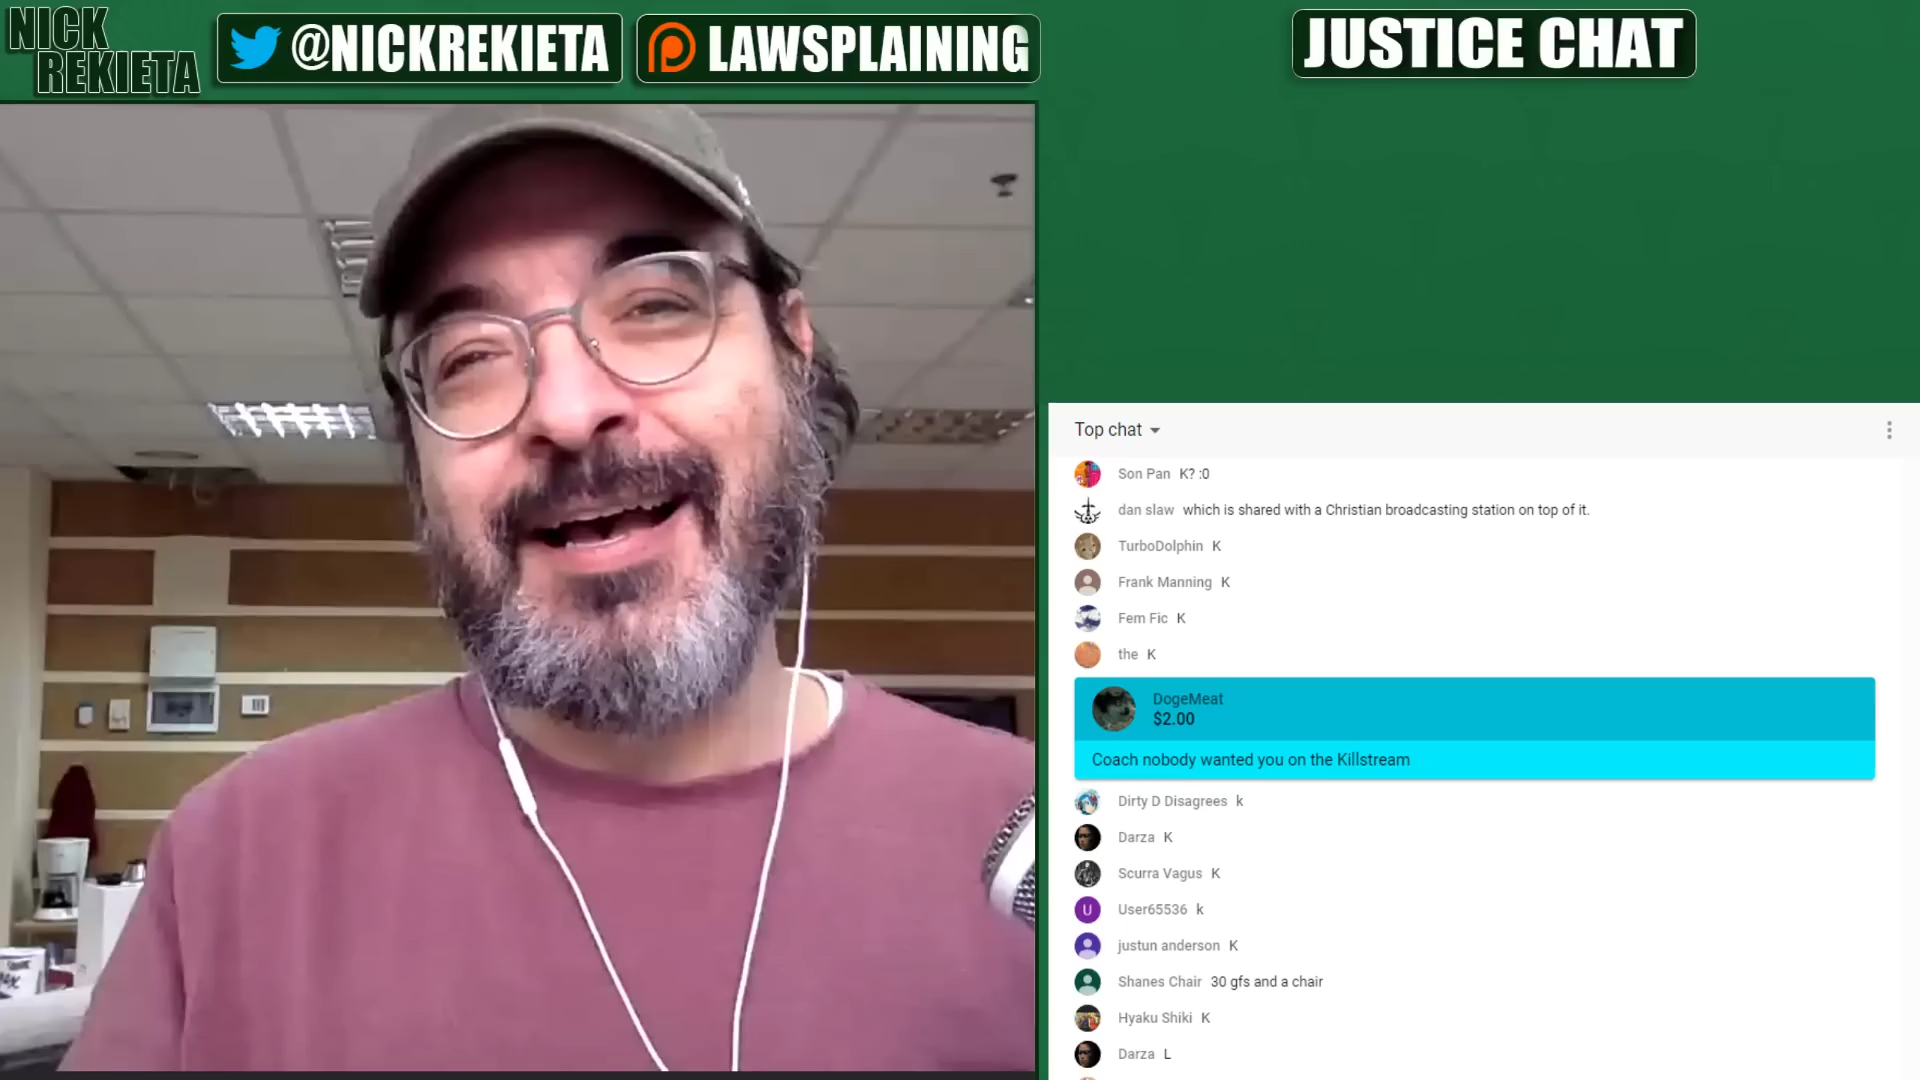 NICK
REKIETA
@NICKREKIETA
LAWSPLAINING
JUSTICE CHAT
Top chat
Son Pan K? :0
dan slaw which is shared with a Christian broadcasting station on top of it.
TurboDolphin K
Frank Manning K
Fem Fic K
the K
DogeMeat
$2.00
Coach nobody wanted you on the Killstream
Dirty D Disagrees k
Darza K
Scurra Vagus K
U
User65536 k
justun anderson K
Shanes Chair 30 gfs and a chair
Hyaku Shiki K
Darza L